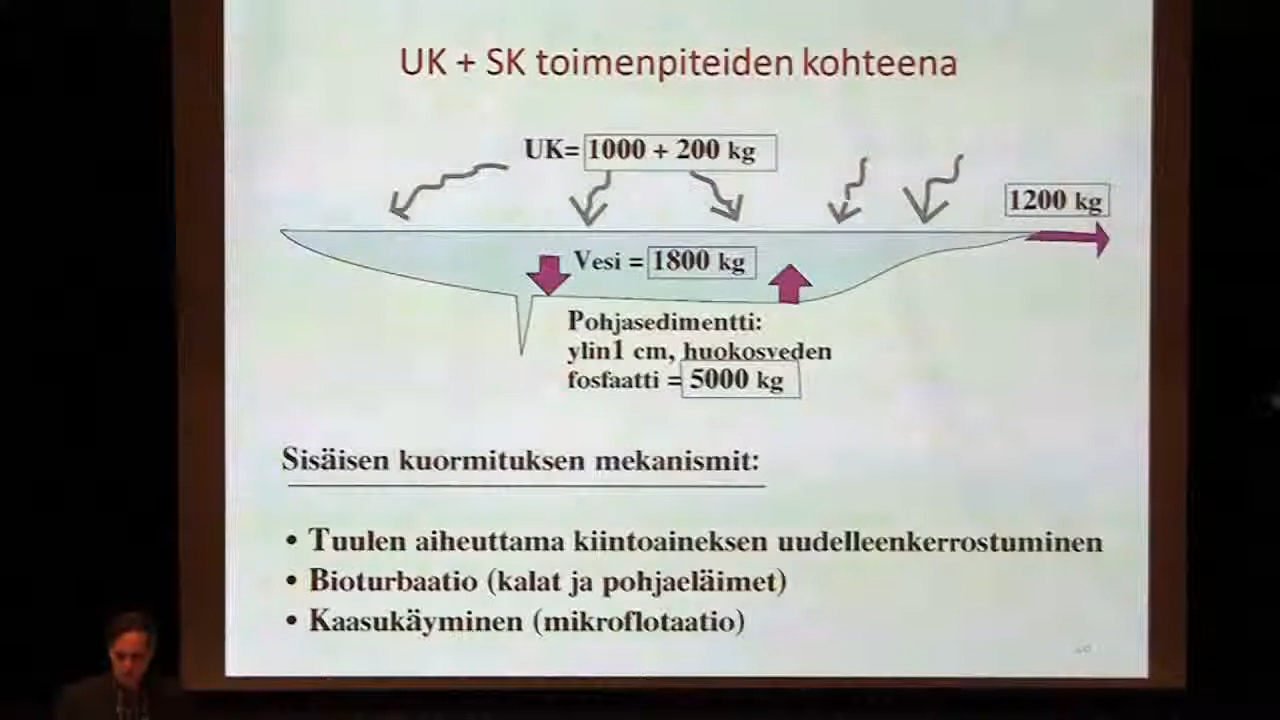 UK + SK toimenpiteiden kohteena
UK= 1000 + 200 kg
1200 kg
Vesi = 1800 kg
Pohjasedimentti:
ylin1 cm, huokosveden
fosfaatti = 5000 kg
Sisäisen kuormituksen mekanismit:
• Tuulen aiheuttama kiintoaineksen uudelleenkerrostuminen
• Bioturbaatio (kalat ja pohjaeläimet)
• Kaasukäyminen (mikroflotaatio)